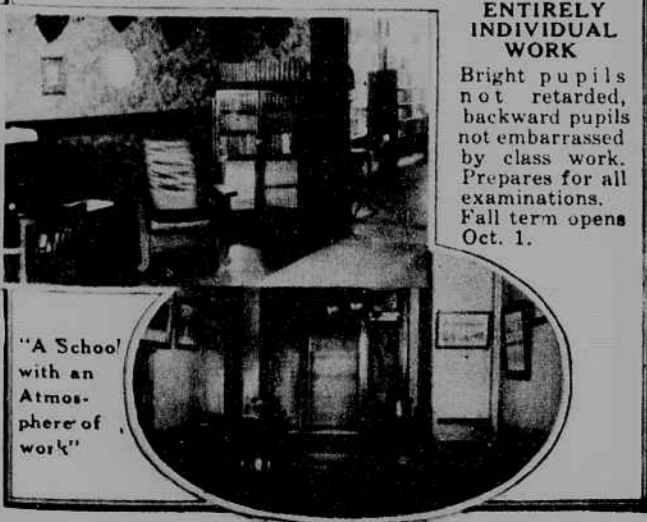 ENTIRELY
INDIVIDUAL
WORK
Bright pupils
not retarded,
backward pupils
not embarrassed
by class work.
Prepares for all
examinations.
Fall term opens
Oct. 1.
"A School
with an
Atmos-
phere of
work"